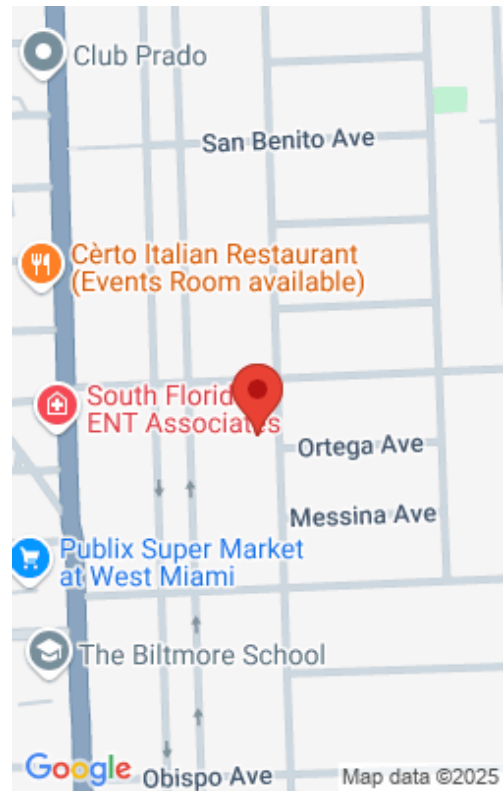 Club Prado
San Benito Ave
Cèrto Italian Restaurant
(Events Room available)
South Florid
ENT Associates
Ortega Ave
Messina Ave
Publix Super Market
at West Miami
The Biltmore School
Google
Obispo Ave
Map data ©2025